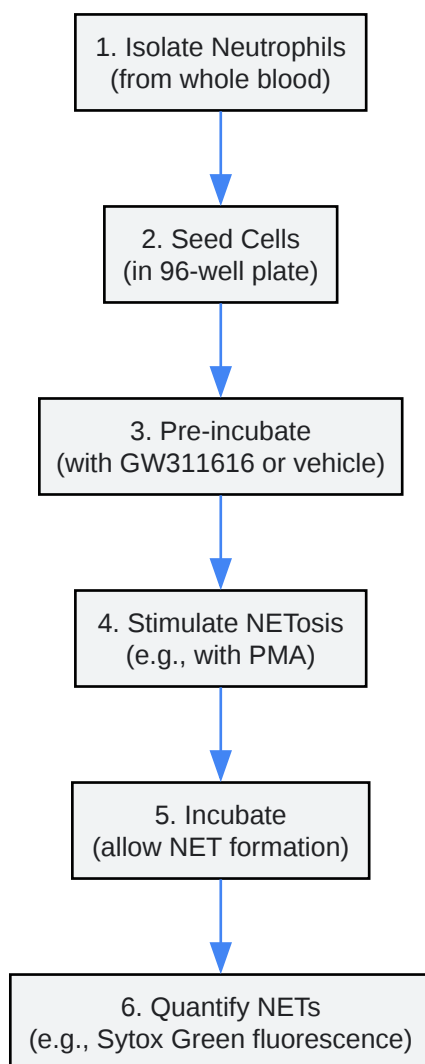 1. Isolate Neutrophils
(from whole blood)
2. Seed Cells
(in 96-well plate)
3. Pre-incubate
(with GW311616 or vehicle)
4. Stimulate NETosis
(e.g., with PMA)
5. Incubate
(allow NET formation)
6. Quantify NETs
(e.g., Sytox Green fluorescence)